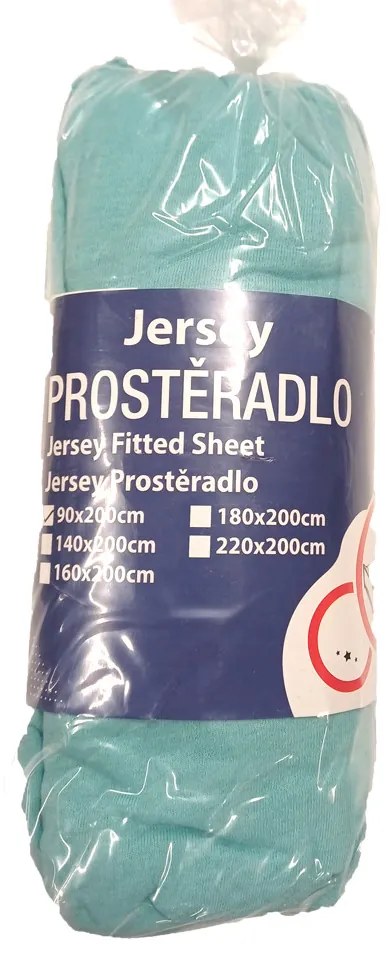 Jersey
PROSTĚRADLO
Jersey Fitted Sheet
Jersey Prostěradlo
90x200cm
180x200cm
140x200cm
220x200cm
160x200cm